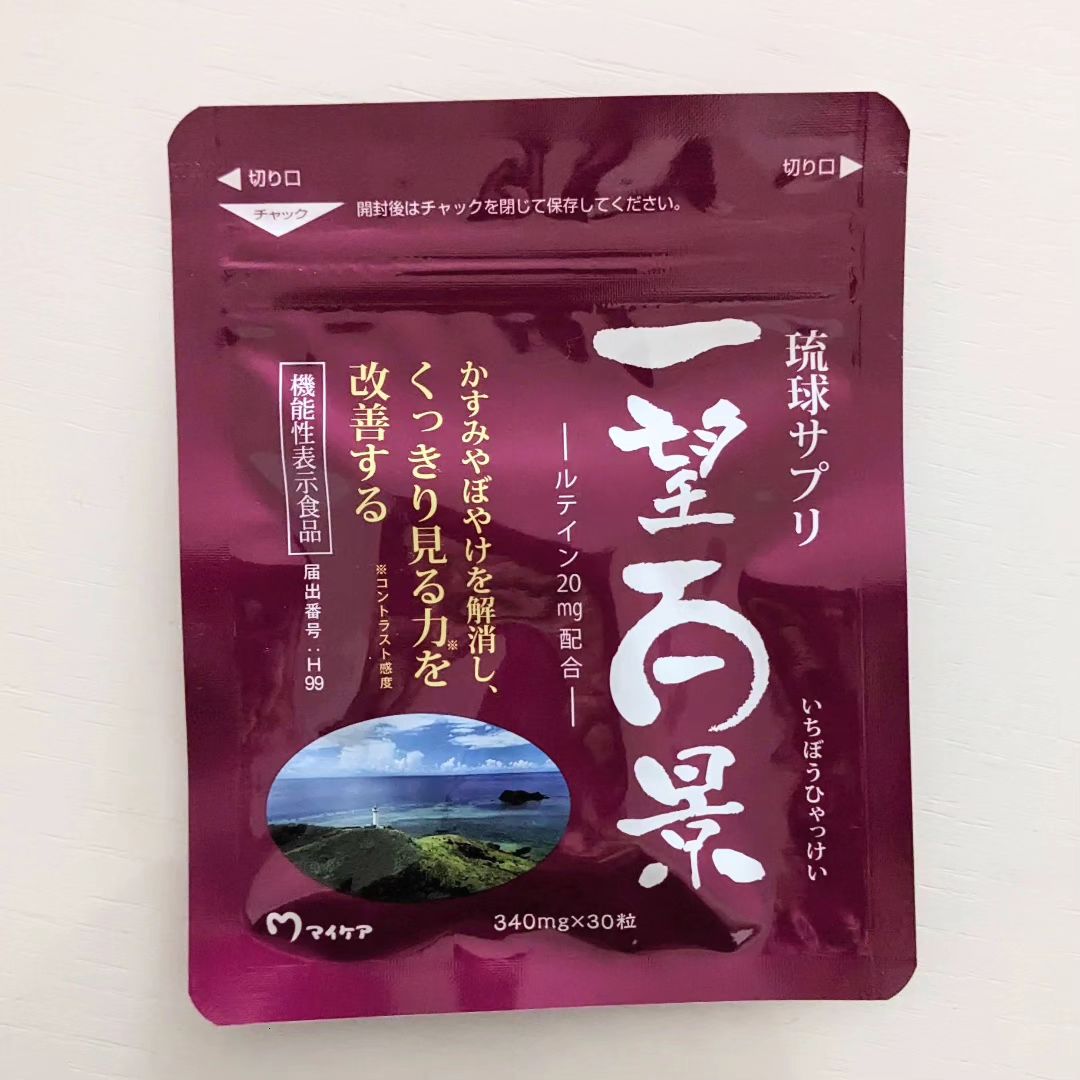 切り口
切り口
チャック
開封後はチャックを閉じて保存してください。
琉球サプリ
一望百景
いちぼうひゃっけい
ルテイン20mg配合
かすみやぼやけを解消し、
くっきり見る力※を
改善する
※コントラスト感度
機能性表示食品
届出番号：H99
マイケア
340mg×30粒